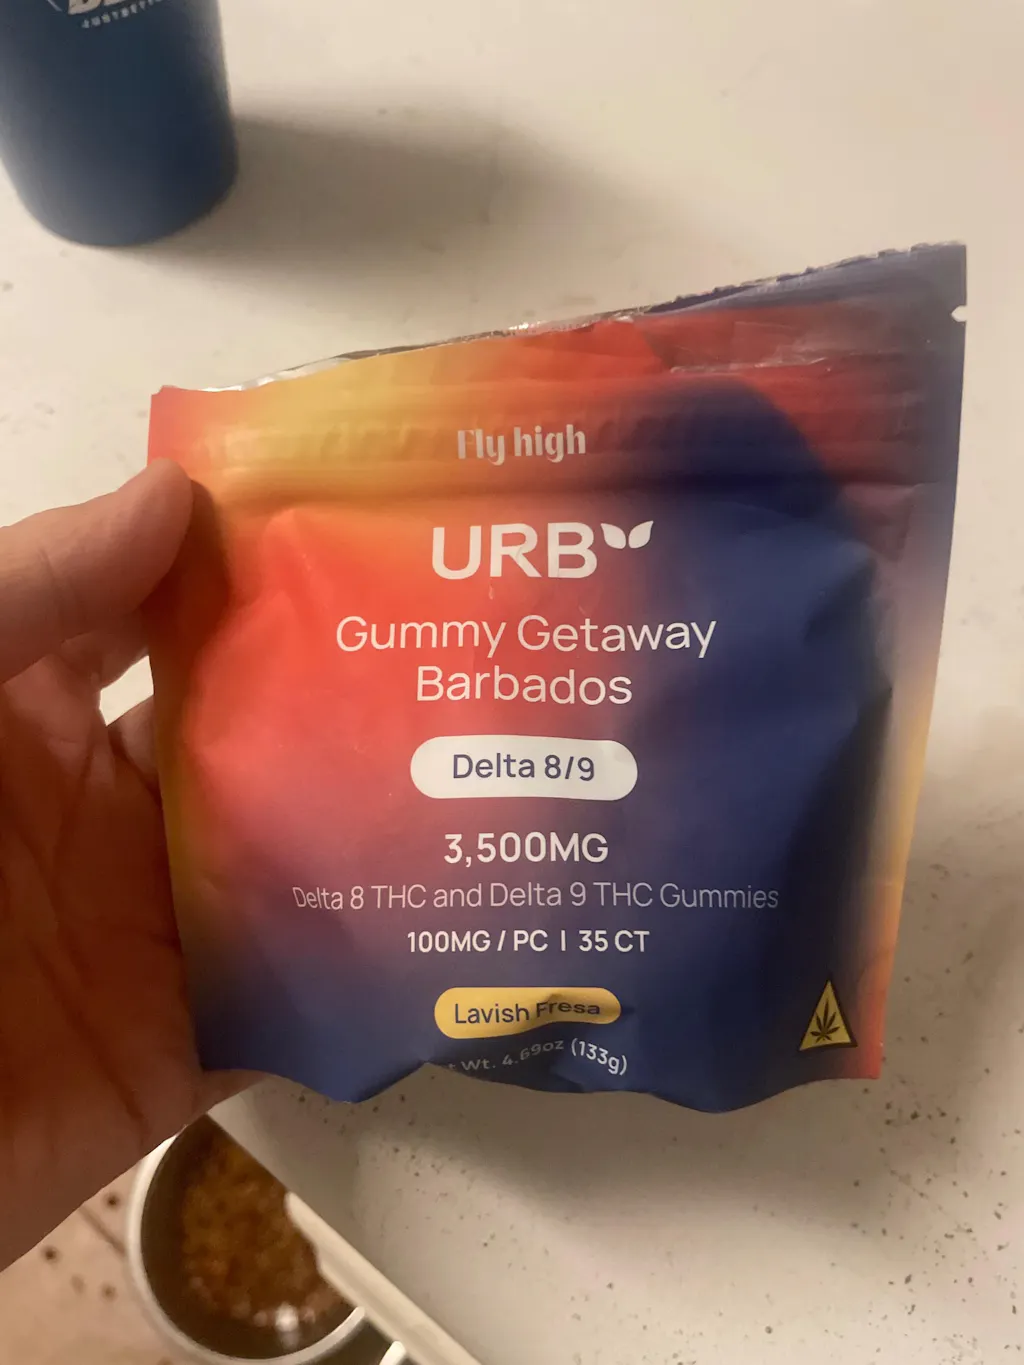 Fly high
URB
Gummy Getaway
Barbados
Delta 8/9
3,500MG
Delta 8 THC and Delta 9 THC Gummies
100MG / PC | 35 CT
Lavish Fresa
Wt. 4.69oz (133g)